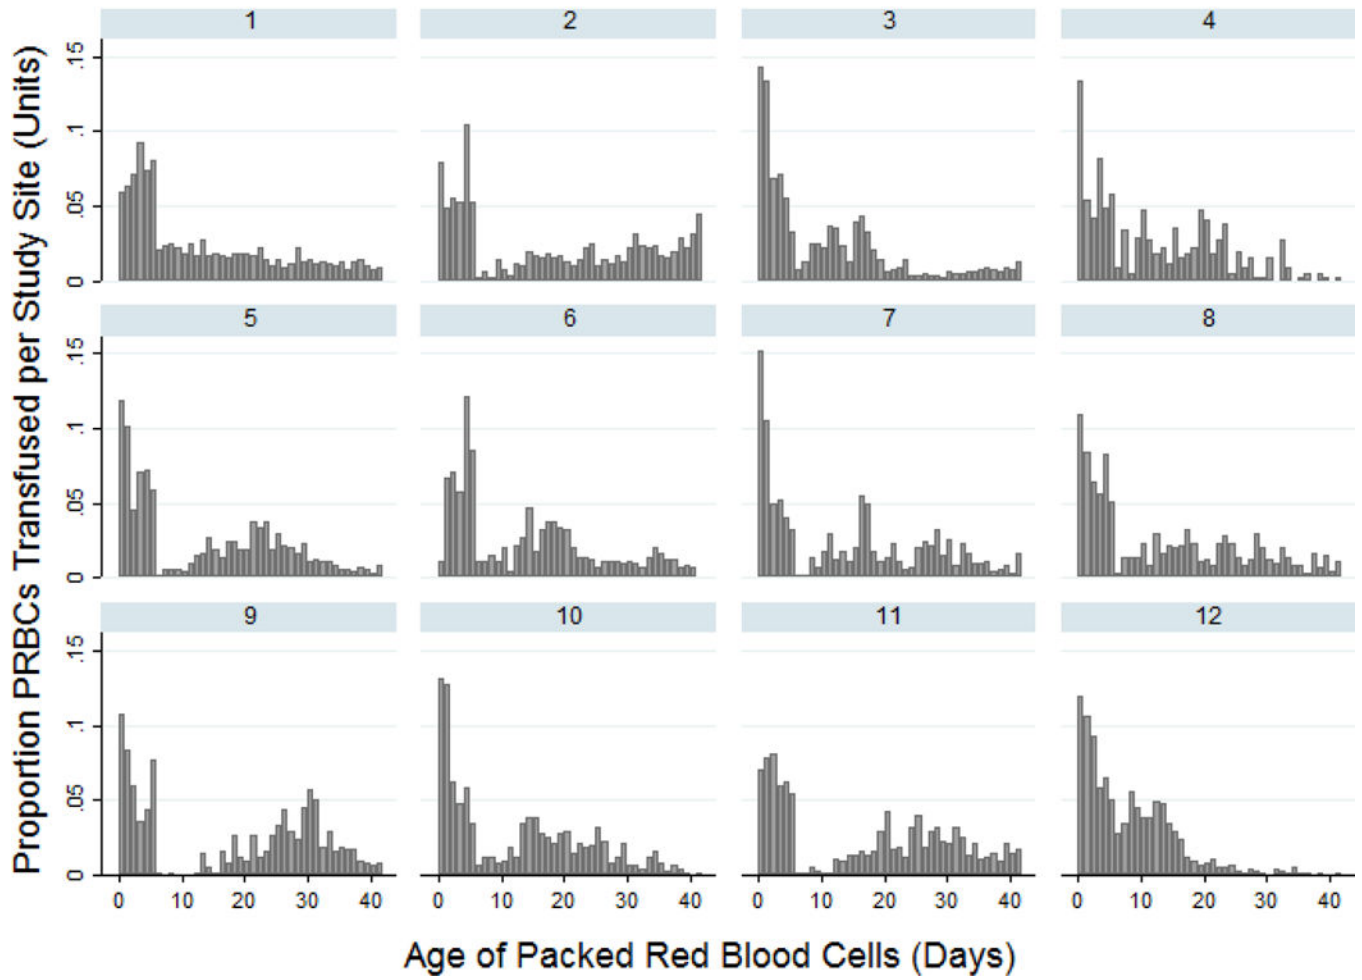 Proportion PRBCs Transfused per Study Site (Units)
1 2 3 4
.15
.1
.05
0
5 6 7 8
.15
.1
.05
0
9 10 11 12
.15
.1
.05
0
0 10 20 30 40 0 10 20 30 40 0 10 20 30 40 0 10 20 30 40
Age of Packed Red Blood Cells (Days)